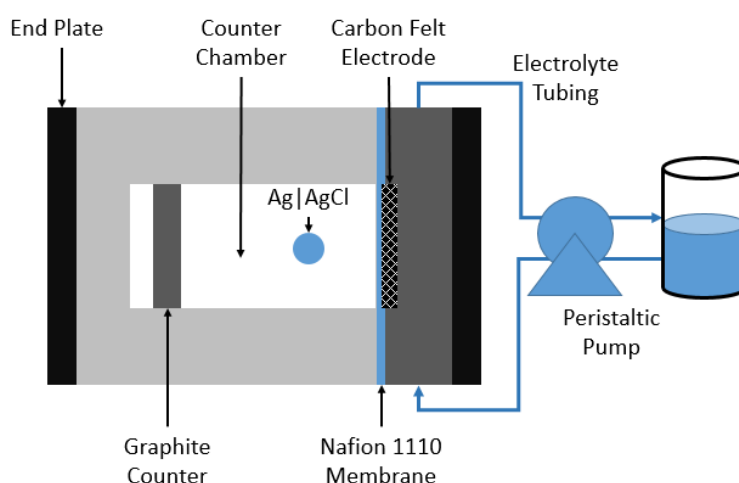 End Plate
Counter
Chamber
Carbon Felt
Electrode
Electrolyte
Tubing
Ag|AgCl
Peristaltic
Pump
Graphite
Counter
Nafion 1110
Membrane